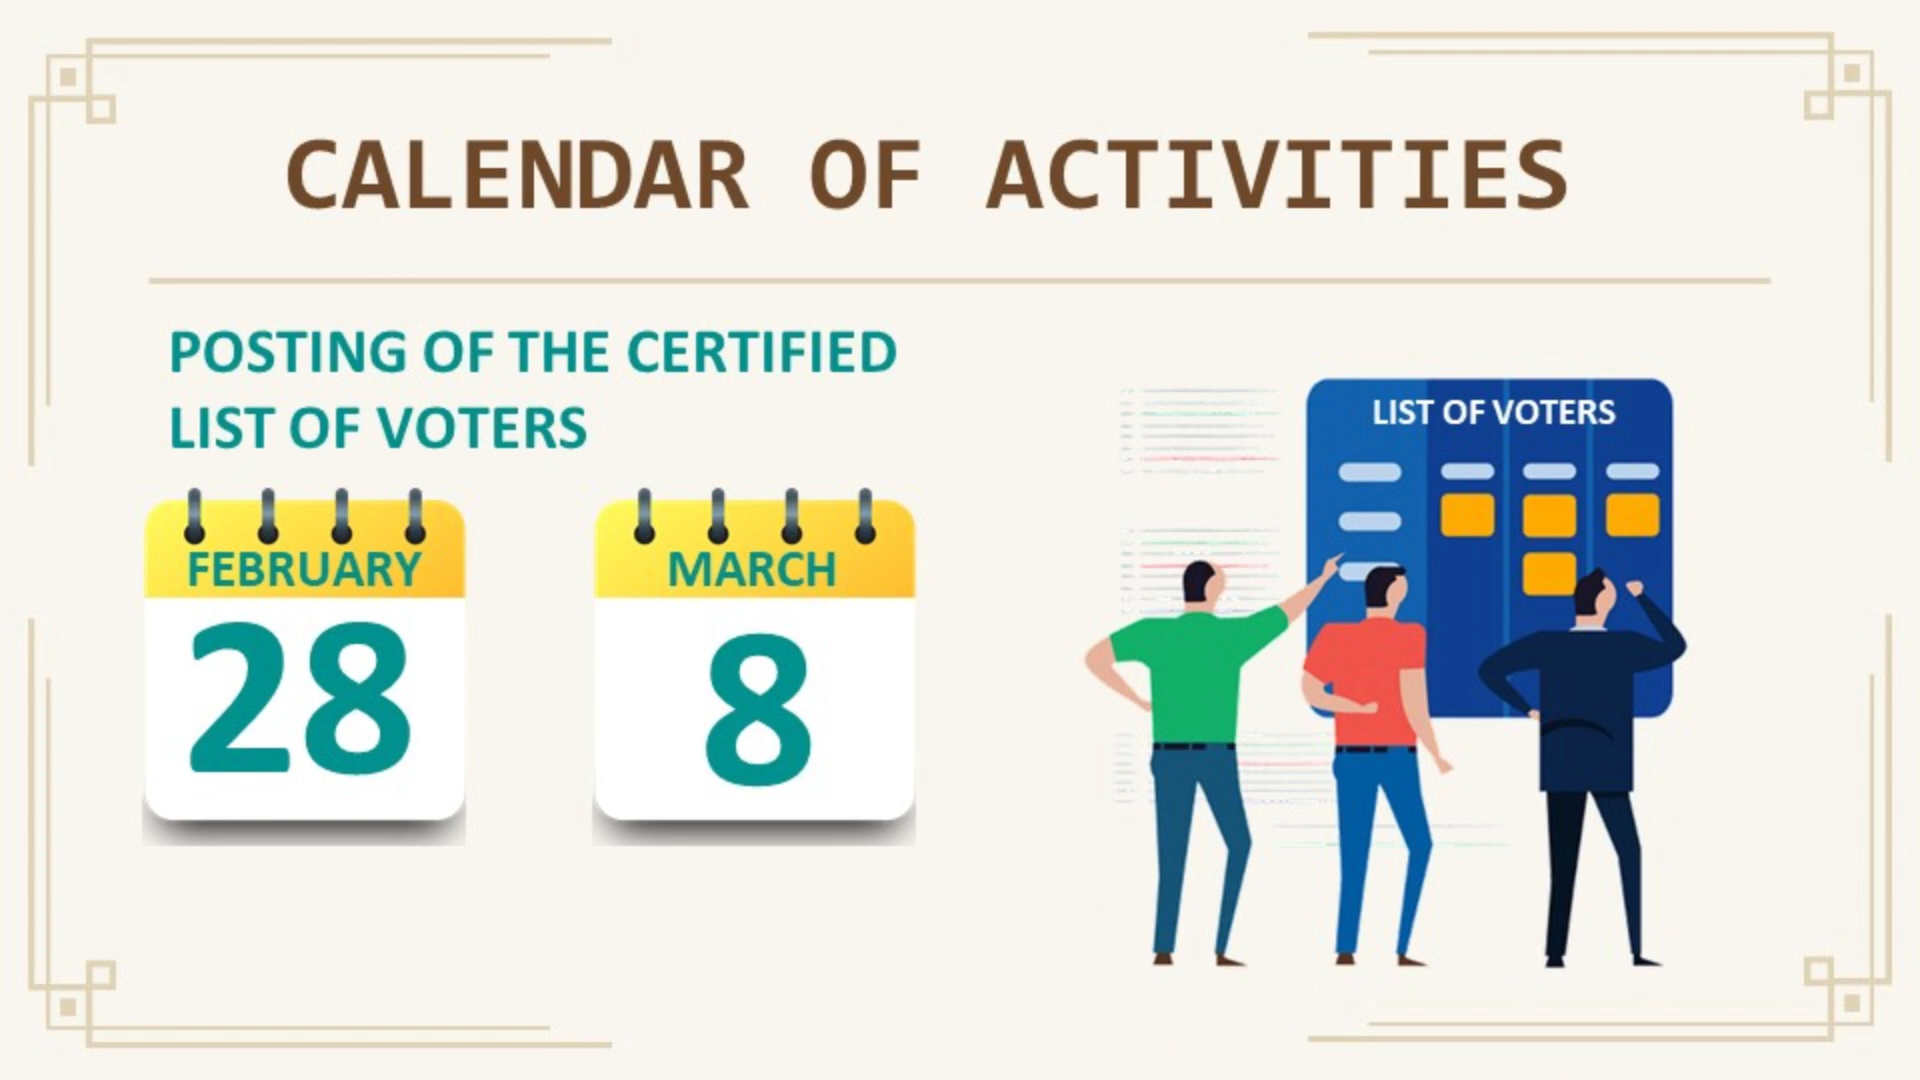 CALENDAR OF ACTIVITIES
POSTING OF THE CERTIFIED
LIST OF VOTERS
FEBRUARY
28
MARCH
8
LIST OF VOTERS